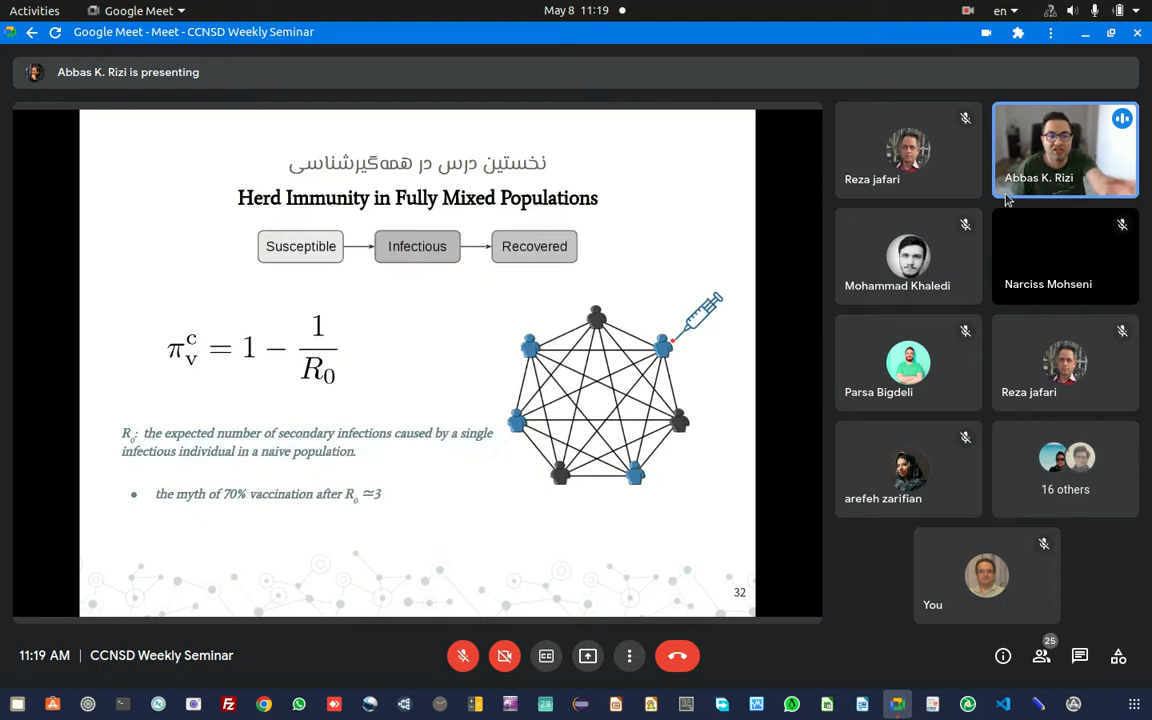 Activities
Google Meet
May 8 11:19
en
Google Meet - Meet - CCNSD Weekly Seminar
Abbas K. Rizi is presenting
نخستین درس در همه‌گیرشناسی
Herd Immunity in Fully Mixed Populations
Susceptible
Infectious
Recovered
π_v^c = 1 − 1/R_0
R_0: the expected number of secondary infections caused by a single
infectious individual in a naive population.
• the myth of 70% vaccination after R_0 ≃3
32
Reza jafari
Abbas K. Rizi
Mohammad Khaledi
Narciss Mohseni
Parsa Bigdeli
Reza jafari
arefeh zarifian
16 others
You
11:19 AM
CCNSD Weekly Seminar
25